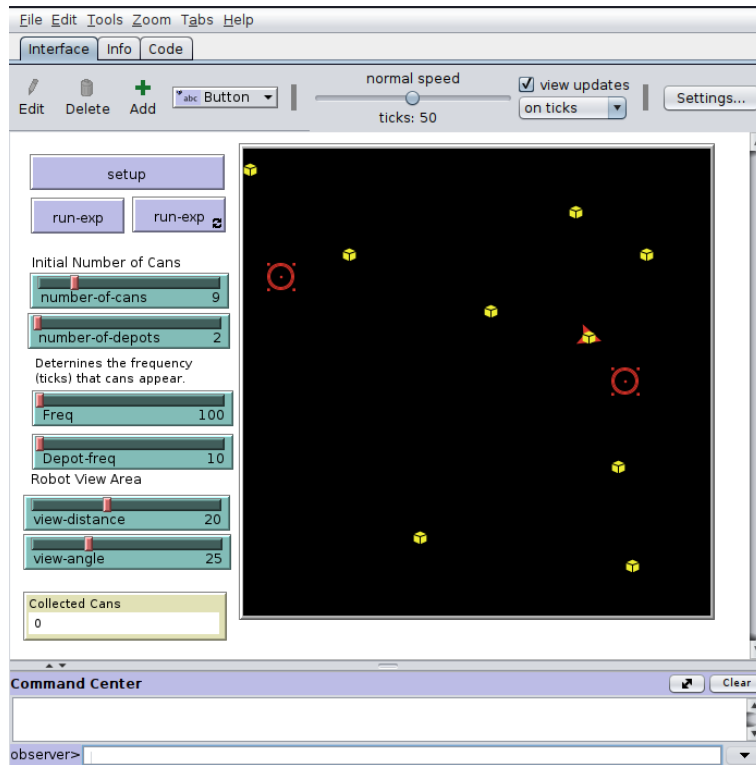 File Edit Tools Zoom Tabs Help
Interface Info Code
normal speed
view updates
Edit Delete Add abc Button on ticks Settings...
ticks: 50
setup
run-exp run-exp
Initial Number of Cans
number-of-cans 9
number-of-depots 2
Deternines the frequency
(ticks) that cans appear.
Freq 100
Depot-freq 10
Robot View Area
view-distance 20
view-angle 25
Collected Cans
0
Command Center Clear
observer>